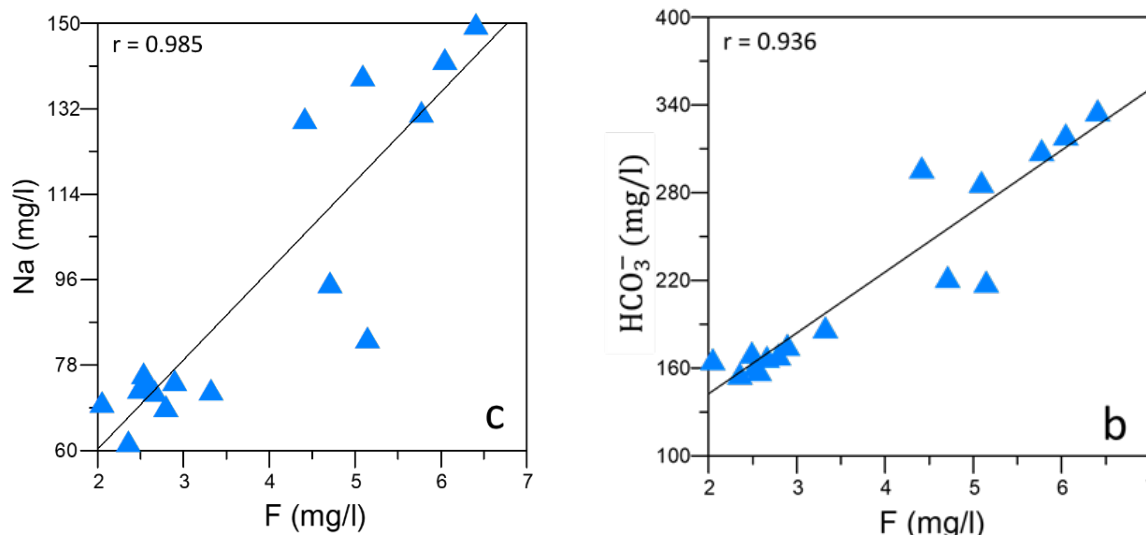 150
132
114
96
78
60
Na (mg/l)
r = 0.985
c
2 3 4 5 6 7
F (mg/l)
400
340
280
220
160
100
HCO₃⁻ (mg/l)
r = 0.936
b
2 3 4 5 6
F (mg/l)